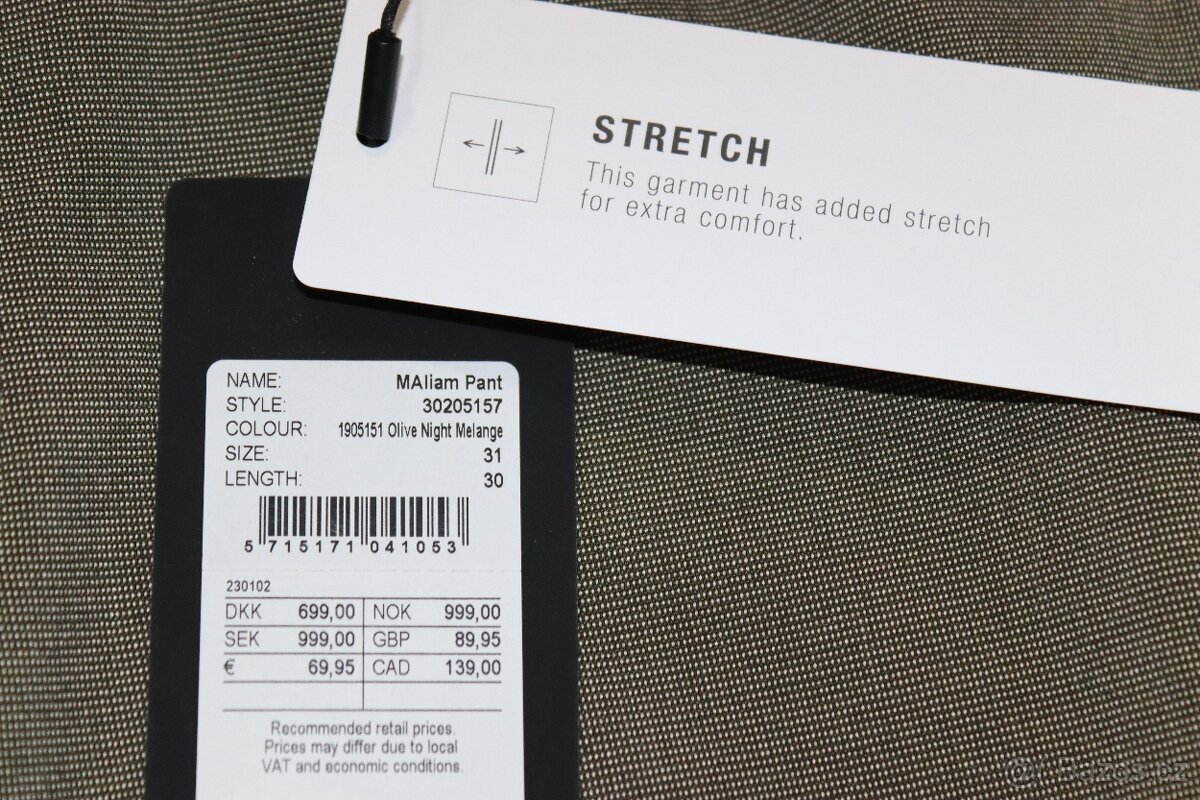 STRETCH
This garment has added stretch
for extra comfort.
NAME: MAliam Pant
STYLE: 30205157
COLOUR: 1905151 Olive Night Melange
SIZE: 31
LENGTH: 30
5 715171 041053
230102
DKK 699,00 NOK 999,00
SEK 999,00 GBP 89,95
€ 69,95 CAD 139,00
Recommended retail prices.
Prices may differ due to local
VAT and economic conditions.
@ Bazos.cz